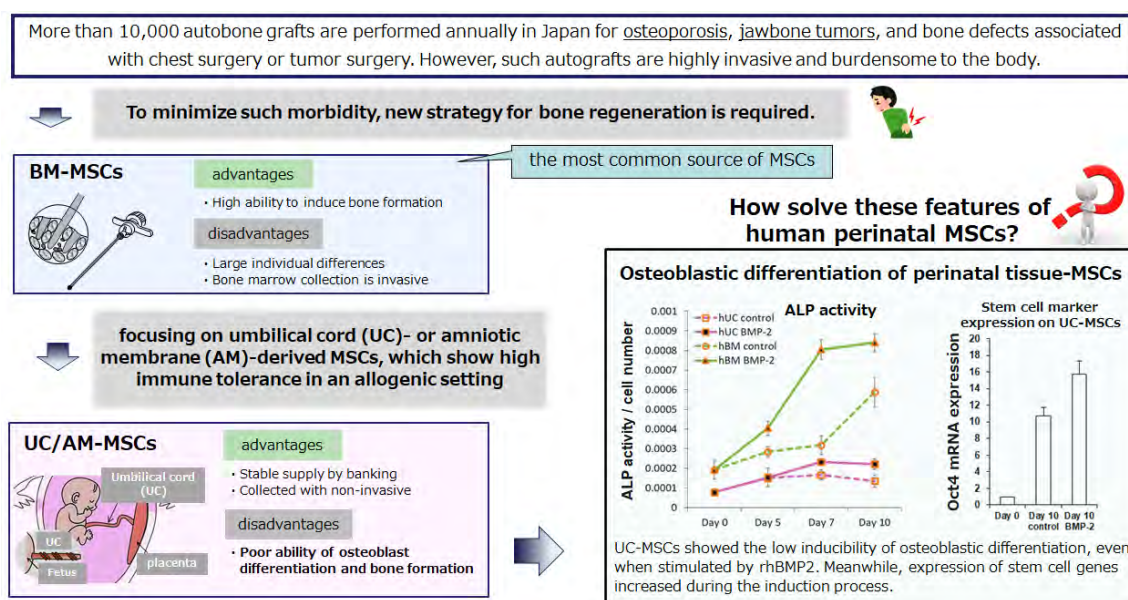 More than 10,000 autobone grafts are performed annually in Japan for osteoporosis, jawbone tumors, and bone defects associated
with chest surgery or tumor surgery. However, such autografts are highly invasive and burdensome to the body.
To minimize such morbidity, new strategy for bone regeneration is required.
the most common source of MSCs
BM-MSCs
advantages
・High ability to induce bone formation
disadvantages
・Large individual differences
・Bone marrow collection is invasive
focusing on umbilical cord (UC)- or amniotic
membrane (AM)-derived MSCs, which show high
immune tolerance in an allogenic setting
UC/AM-MSCs
Umbilical cord
(UC)
UC
Fetus
placenta
advantages
・Stable supply by banking
・Collected with non-invasive
disadvantages
・Poor ability of osteoblast
differentiation and bone formation
How solve these features of
human perinatal MSCs?
Osteoblastic differentiation of perinatal tissue-MSCs
ALP activity
hUC control
hUC BMP-2
hBM control
hBM BMP-2
ALP activity / cell number
0.001
0.0009
0.0008
0.0007
0.0006
0.0005
0.0004
0.0003
0.0002
0.0001
0
Day 0
Day 5
Day 7
Day 10
Stem cell marker
expression on UC-MSCs
Oct4 mRNA expression
20
18
16
14
12
10
8
6
4
2
0
Day 0
Day 10
control
Day 10
BMP-2
UC-MSCs showed the low inducibility of osteoblastic differentiation, even
when stimulated by rhBMP2. Meanwhile, expression of stem cell genes
increased during the induction process.